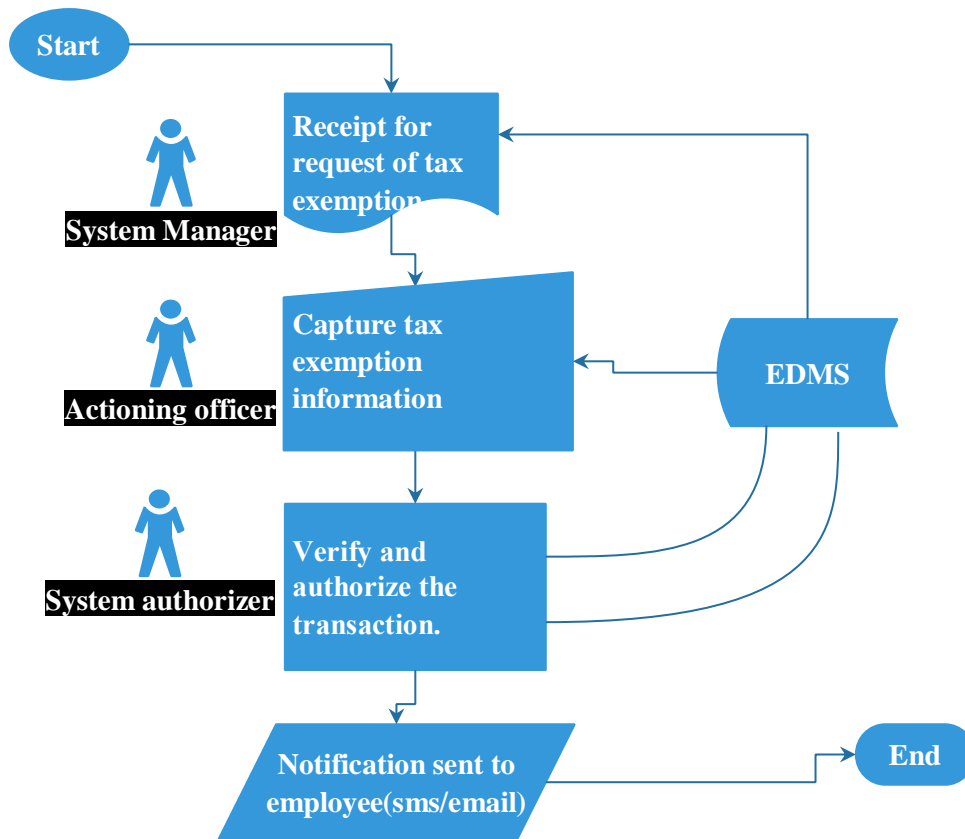 Start
Receipt for
request of tax
exemption
System Manager
Capture tax
exemption
information
EDMS
Actioning officer
Verify and
authorize the
transaction.
System authorizer
Notification sent to
employee(sms/email)
End